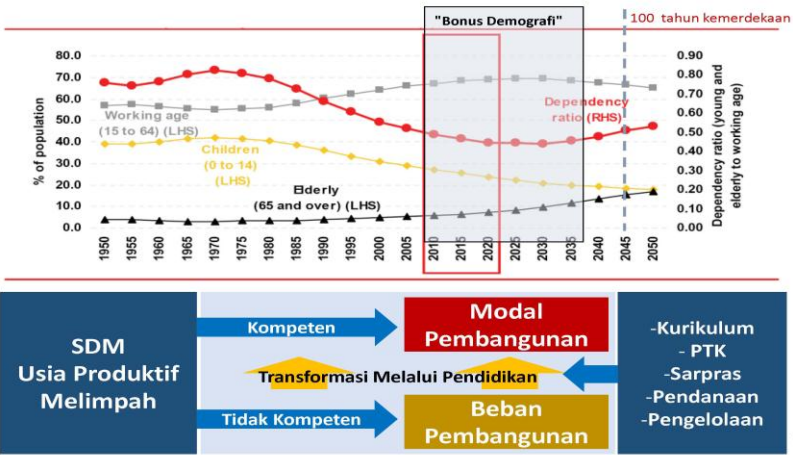 "Bonus Demografi"
100 tahun kemerdekaan
80.0
70.0
60.0
50.0
40.0
30.0
20.0
10.0
0.0
% of population
0.90
0.80
0.70
0.60
0.50
0.40
0.30
0.20
0.10
0.00
Dependency ratio (young and
elderly to working age)
Working age
(15 to 64) (LHS)
Children
(0 to 14)
(LHS)
Elderly
(65 and over) (LHS)
Dependency
ratio (RHS)
1950 1955 1960 1965 1970 1975 1980 1985 1990 1995 2000 2005 2010 2015 2020 2025 2030 2035 2040 2045 2050
SDM
Usia Produktif
Melimpah
Kompeten
Modal
Pembangunan
Transformasi Melalui Pendidikan
Tidak Kompeten
Beban
Pembangunan
-Kurikulum
- PTK
-Sarpras
-Pendanaan
-Pengelolaan